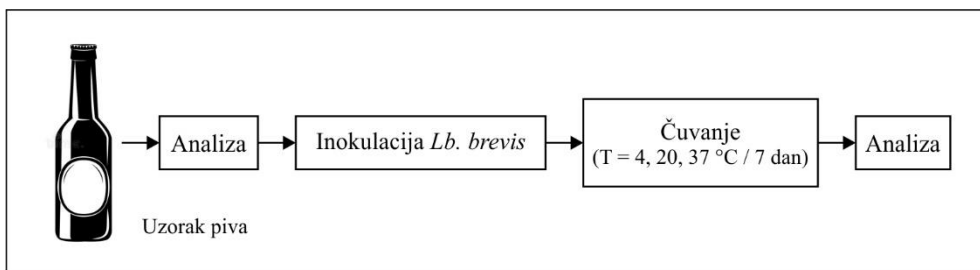 Uzorak piva
Analiza
Inokulacija Lb. brevis
Čuvanje
(T = 4, 20, 37 °C / 7 dan)
Analiza